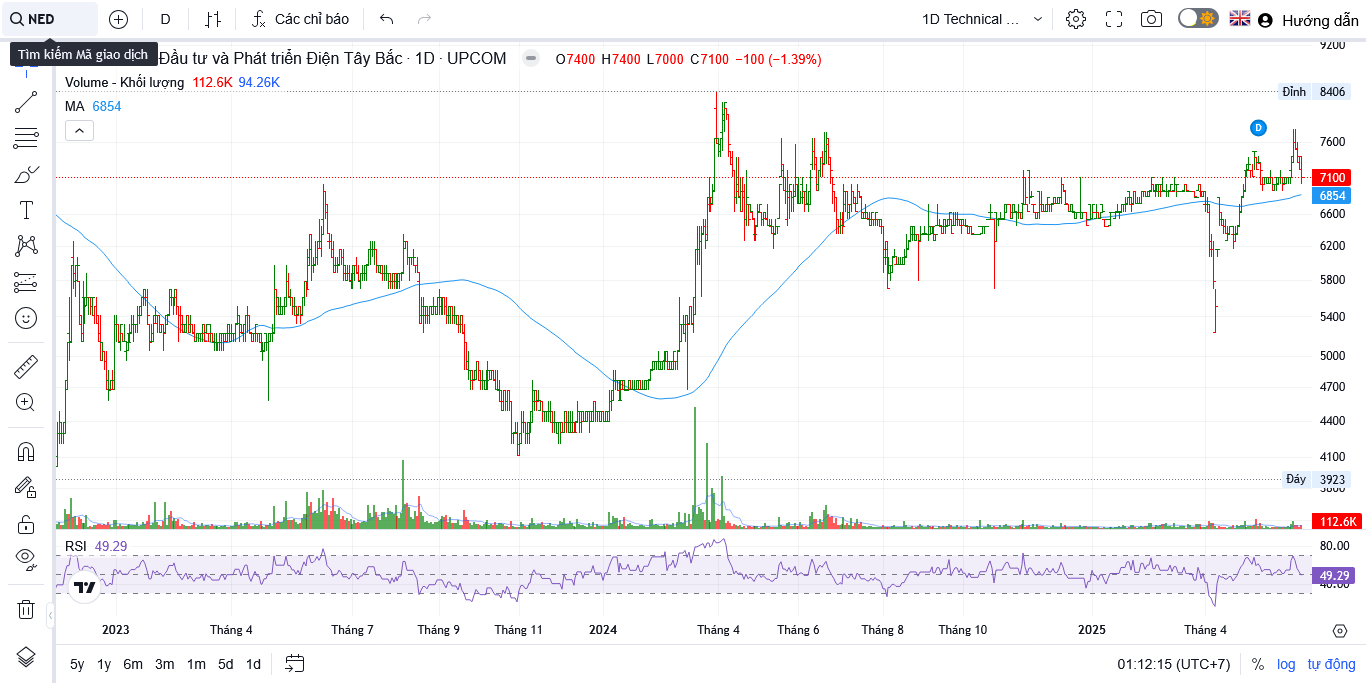 NED D Các chỉ báo 1D Technical ... Hướng dẫn
Tìm kiếm Mã giao dịch
Đầu tư và Phát triển Điện Tây Bắc · 1D · UPCOM O7400 H7400 L7000 C7100 −100 (−1.39%)
Volume - Khối lượng 112.6K 94.26K
MA 6854
9200
Đỉnh 8406
D
7600
7100
6854
6600
6200
5800
5400
5000
4700
4400
4100
Đáy 3923
3800
112.6K
RSI 49.29
80.00
49.29
40.00
2023 Tháng 4 Tháng 7 Tháng 9 Tháng 11 2024 Tháng 4 Tháng 6 Tháng 8 Tháng 10 2025 Tháng 4
5y 1y 6m 3m 1m 5d 1d 01:12:15 (UTC+7) % log tự động